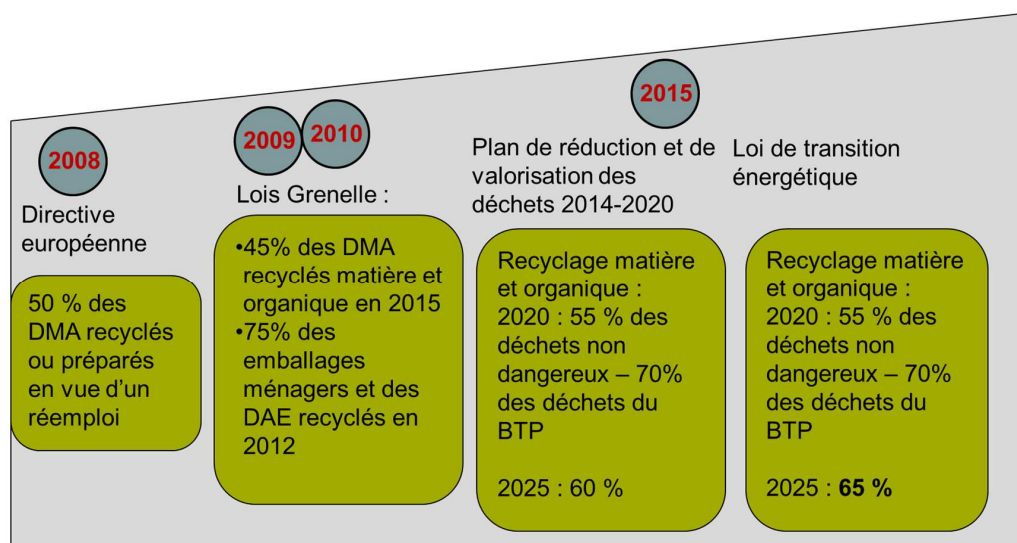 2008
Directive
européenne
50 % des
DMA recyclés
ou préparés
en vue d'un
réemploi
2009
2010
Lois Grenelle :
•45% des DMA
recyclés matière et
organique en 2015
•75% des
emballages
ménagers et des
DAE recyclés en
2012
2015
Plan de réduction et de
valorisation des
déchets 2014-2020
Recyclage matière
et organique :
2020 : 55 % des
déchets non
dangereux – 70%
des déchets du
BTP
2025 : 60 %
Loi de transition
énergétique
Recyclage matière
et organique :
2020 : 55 % des
déchets non
dangereux – 70%
des déchets du
BTP
2025 : 65 %